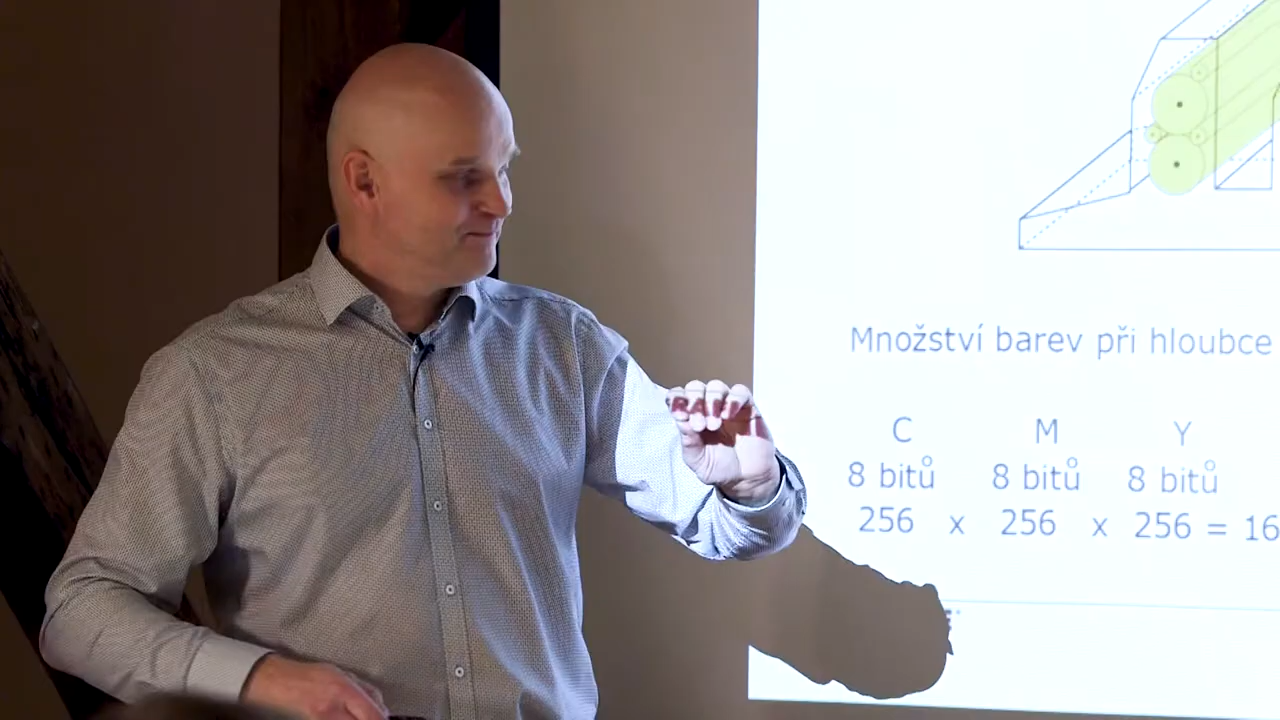 Množství barev při hloubce
C M Y
8 bitů 8 bitů 8 bitů
256 x 256 x 256 = 16